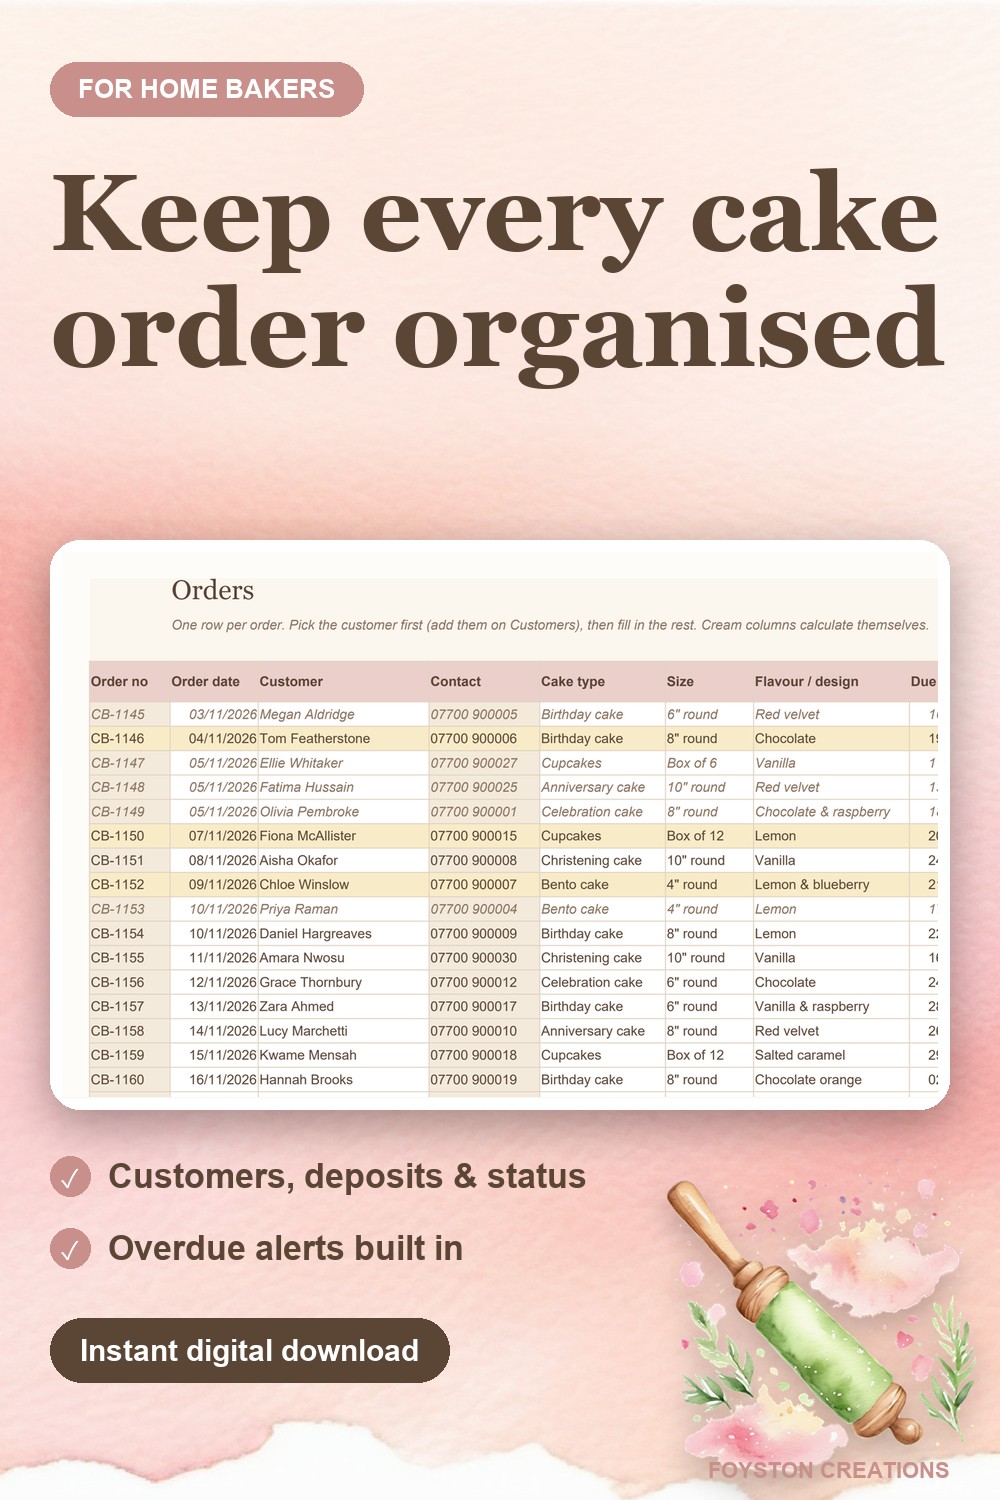 FOR HOME BAKERS
Keep every cake
order organised
Orders
One row per order. Pick the customer first (add them on Customers), then fill in the rest. Cream columns calculate themselves.
Order no Order date Customer Contact Cake type Size Flavour / design Due
CB-1145 03/11/2026 Megan Aldridge 07700 900005 Birthday cake 6" round Red velvet
CB-1146 04/11/2026 Tom Featherstone 07700 900006 Birthday cake 8" round Chocolate
CB-1147 05/11/2026 Ellie Whitaker 07700 900027 Cupcakes Box of 6 Vanilla
CB-1148 05/11/2026 Fatima Hussain 07700 900025 Anniversary cake 10" round Red velvet
CB-1149 05/11/2026 Olivia Pembroke 07700 900001 Celebration cake 8" round Chocolate & raspberry
CB-1150 07/11/2026 Fiona McAllister 07700 900015 Cupcakes Box of 12 Lemon
CB-1151 08/11/2026 Aisha Okafor 07700 900008 Christening cake 10" round Vanilla
CB-1152 09/11/2026 Chloe Winslow 07700 900007 Bento cake 4" round Lemon & blueberry
CB-1153 10/11/2026 Priya Raman 07700 900004 Bento cake 4" round Lemon
CB-1154 10/11/2026 Daniel Hargreaves 07700 900009 Birthday cake 8" round Lemon
CB-1155 11/11/2026 Amara Nwosu 07700 900030 Christening cake 10" round Vanilla
CB-1156 12/11/2026 Grace Thornbury 07700 900012 Celebration cake 6" round Chocolate
CB-1157 13/11/2026 Zara Ahmed 07700 900017 Birthday cake 6" round Vanilla & raspberry
CB-1158 14/11/2026 Lucy Marchetti 07700 900010 Anniversary cake 8" round Red velvet
CB-1159 15/11/2026 Kwame Mensah 07700 900018 Cupcakes Box of 12 Salted caramel
CB-1160 16/11/2026 Hannah Brooks 07700 900019 Birthday cake 8" round Chocolate orange
Customers, deposits & status
Overdue alerts built in
Instant digital download
FOYSTON CREATIONS